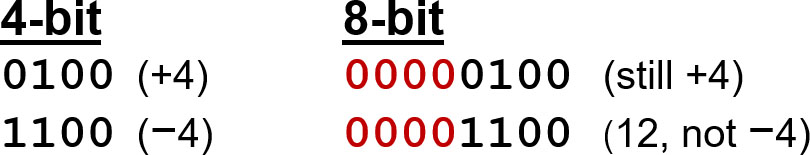 4-bit 8-bit
0100 (+4) 00000100 (still +4)
1100 (−4) 00001100 (12, not −4)